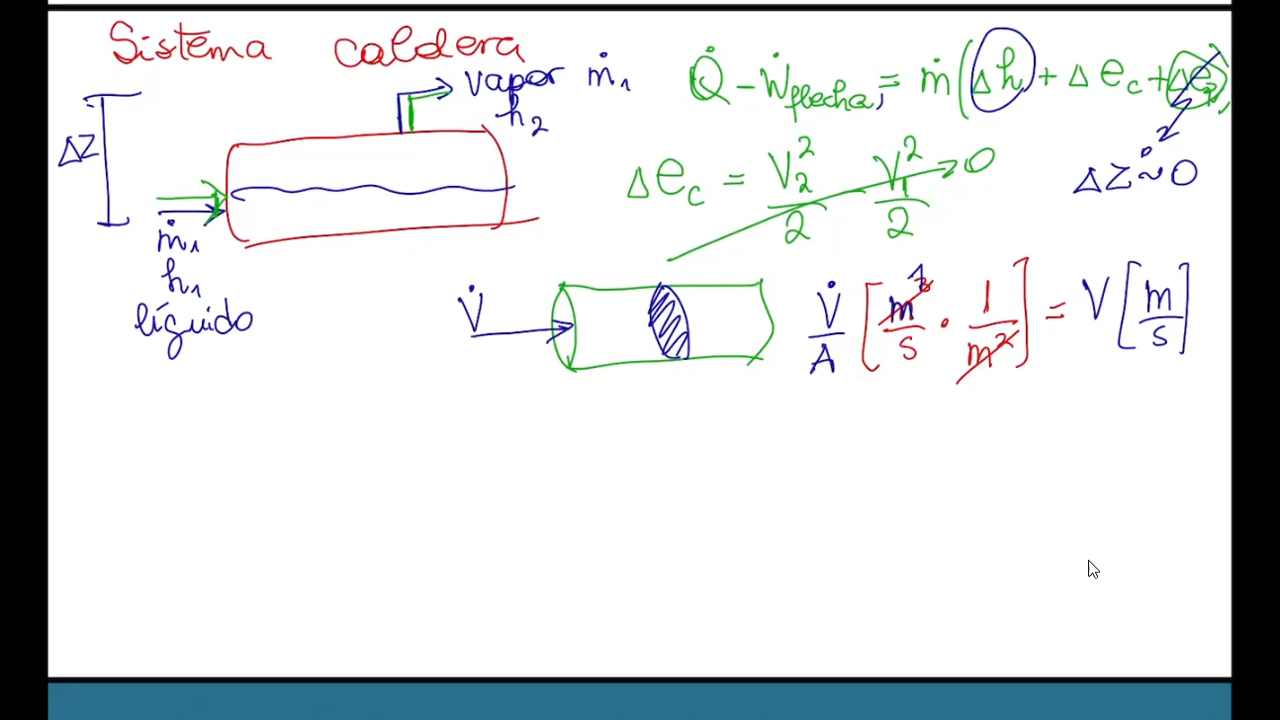 Sistema caldera
vapor ṁ₁
h₂
ΔZ
ṁ₁
h₁
líquido
Q̇ - Ẇflecha, = ṁ (Δh + Δec + Δep)
Δec = V₂²/2 V₁²/2 → 0
ΔZ ~ 0
V̇
V̇/A [m³/s · 1/m²] = V [m/s]